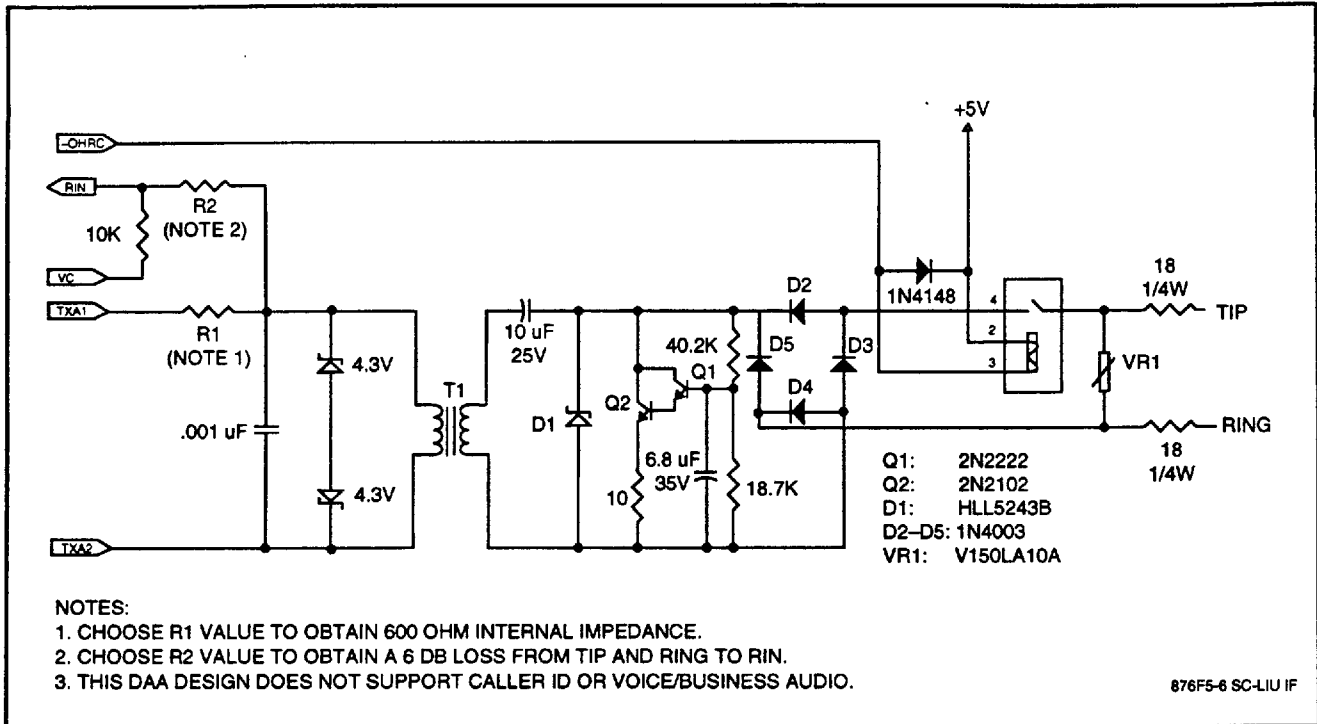 +5V
-OHRC
RIN
R2
(NOTE 2)
10K
VC
TXA1
R1
(NOTE 1)
4.3V
.001 uF
4.3V
TXA2
T1
10 uF
25V
D1
40.2K
Q1
Q2
6.8 uF
35V
10
18.7K
D2
D5
D3
D4
1N4148
4
2
3
18
1/4W
TIP
VR1
RING
18
1/4W
Q1: 2N2222
Q2: 2N2102
D1: HLL5243B
D2–D5: 1N4003
VR1: V150LA10A
NOTES:
1. CHOOSE R1 VALUE TO OBTAIN 600 OHM INTERNAL IMPEDANCE.
2. CHOOSE R2 VALUE TO OBTAIN A 6 DB LOSS FROM TIP AND RING TO RIN.
3. THIS DAA DESIGN DOES NOT SUPPORT CALLER ID OR VOICE/BUSINESS AUDIO.
876F5-6 SC-LIU IF